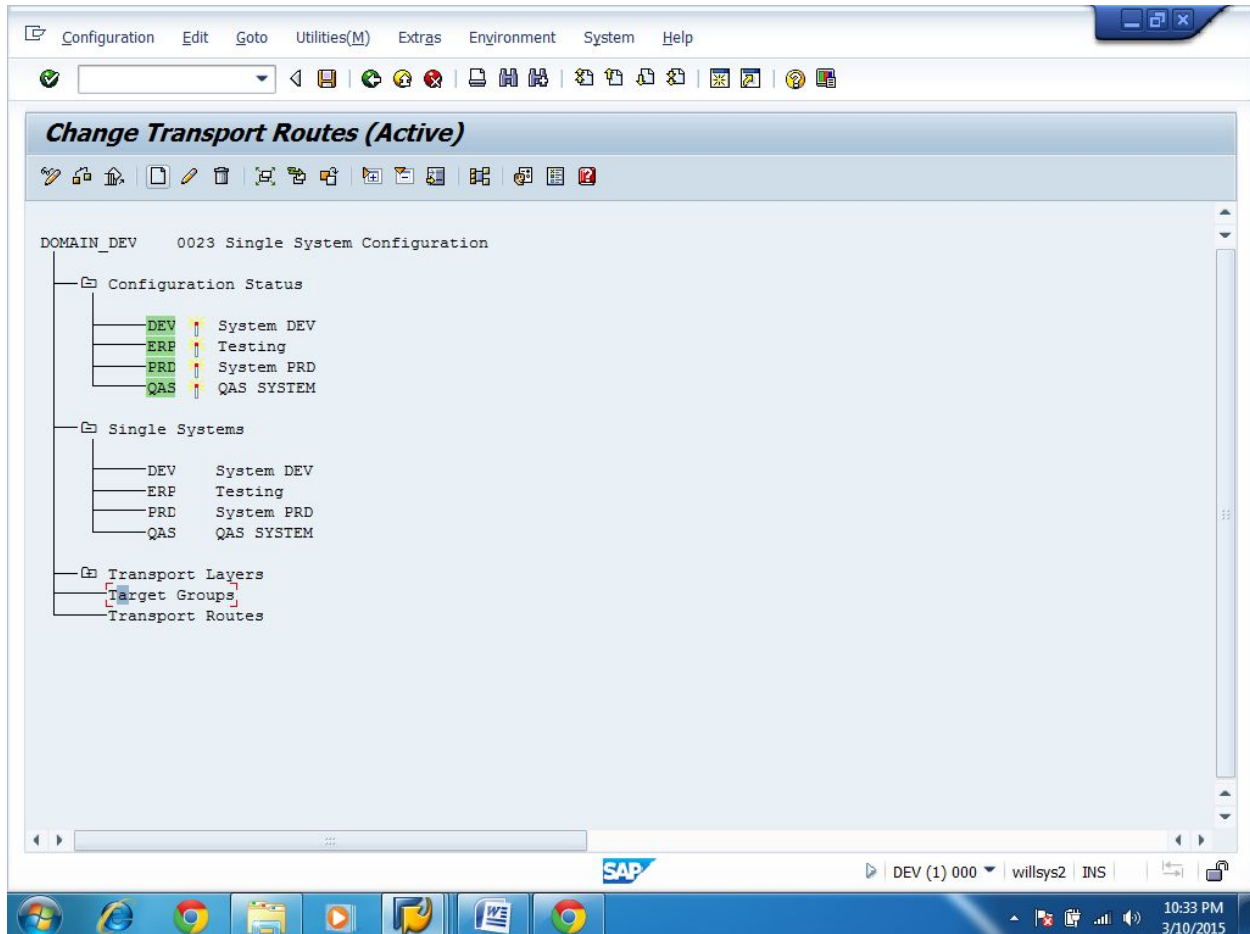 Configuration Edit Goto Utilities(M) Extras Environment System Help
Change Transport Routes (Active)
DOMAIN_DEV 0023 Single System Configuration
Configuration Status
DEV System DEV
ERP Testing
PRD System PRD
QAS QAS SYSTEM
Single Systems
DEV System DEV
ERP Testing
PRD System PRD
QAS QAS SYSTEM
Transport Layers
Target Groups
Transport Routes
SAP DEV (1) 000 willsys2 INS
10:33 PM
3/10/2015